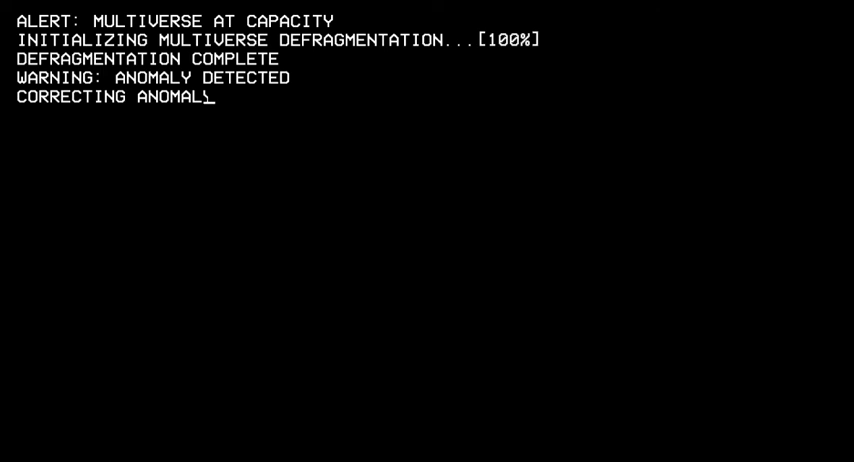 ALERT: MULTIVERSE AT CAPACITY
INITIALIZING MULTIVERSE DEFRAGMENTATION...[100%]
DEFRAGMENTATION COMPLETE
WARNING: ANOMALY DETECTED
CORRECTING ANOMALY